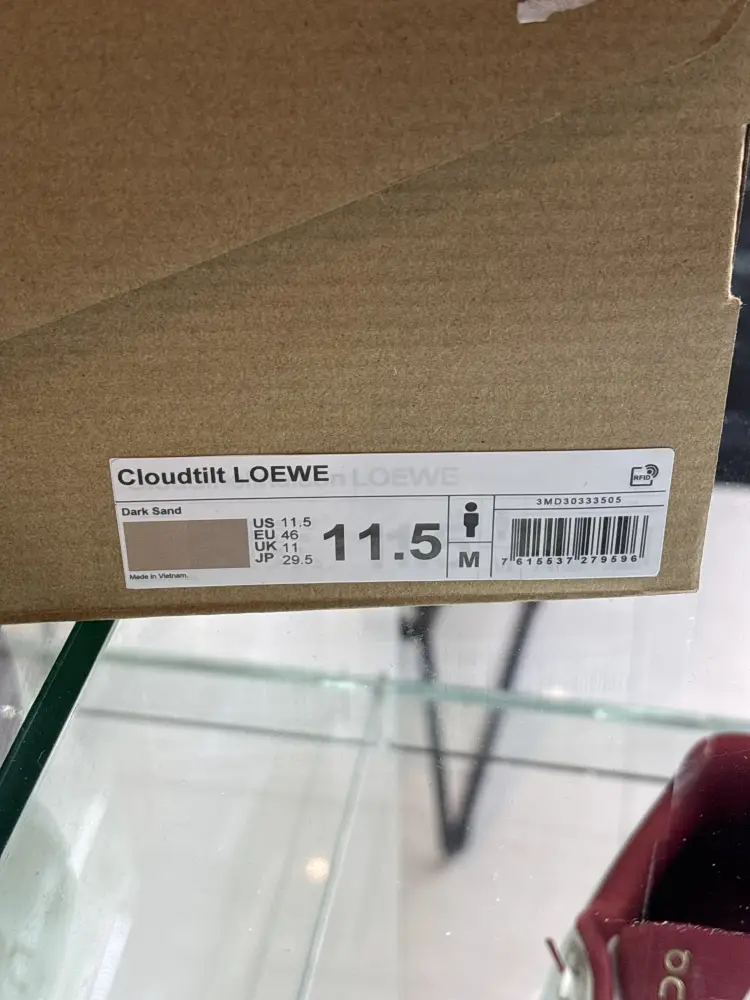 Cloudtilt LOEWE
RFID
Dark Sand
US 11.5
EU 46
UK 11
JP 29.5
11.5
M
3MD30333505
7 615537 279596
Made in Vietnam.